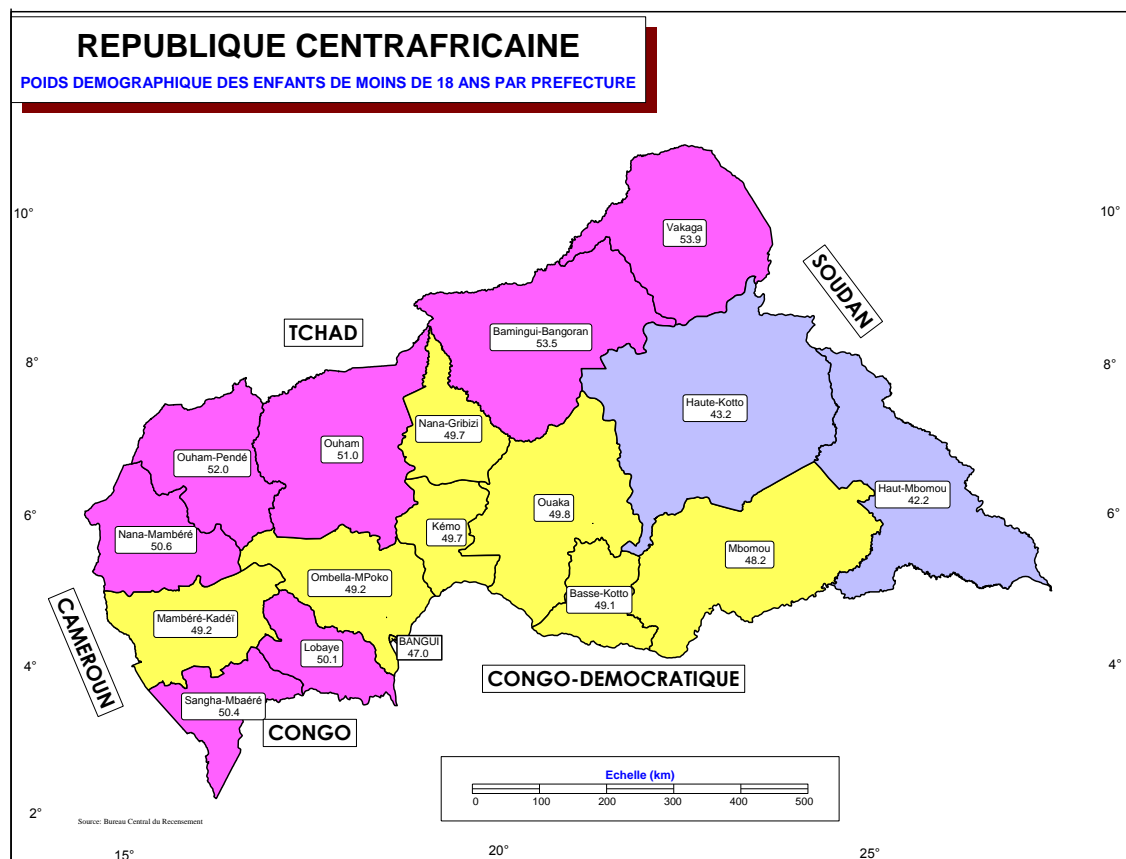 REPUBLIQUE CENTRAFRICAINE
POIDS DEMOGRAPHIQUE DES ENFANTS DE MOINS DE 18 ANS PAR PREFECTURE
10°
10°
Vakaga
53.9
SOUDAN
TCHAD
Bamingui-Bangoran
53.5
8°
8°
Haute-Kotto
43.2
Nana-Gribizi
49.7
Ouham
51.0
Ouham-Pendé
52.0
Haut-Mbomou
42.2
Ouaka
49.8
6°
6°
Kémo
49.7
Nana-Mambéré
50.6
Mbomou
48.2
Ombella-MPoko
49.2
Basse-Kotto
49.1
Mambéré-Kadéï
49.2
CAMEROUN
Lobaye
50.1
BANGUI
47.0
4°
4°
CONGO-DEMOCRATIQUE
Sangha-Mbaéré
50.4
CONGO
Echelle (km)
0 100 200 300 400 500
2°
Source: Bureau Central du Recensement
15° 20° 25°